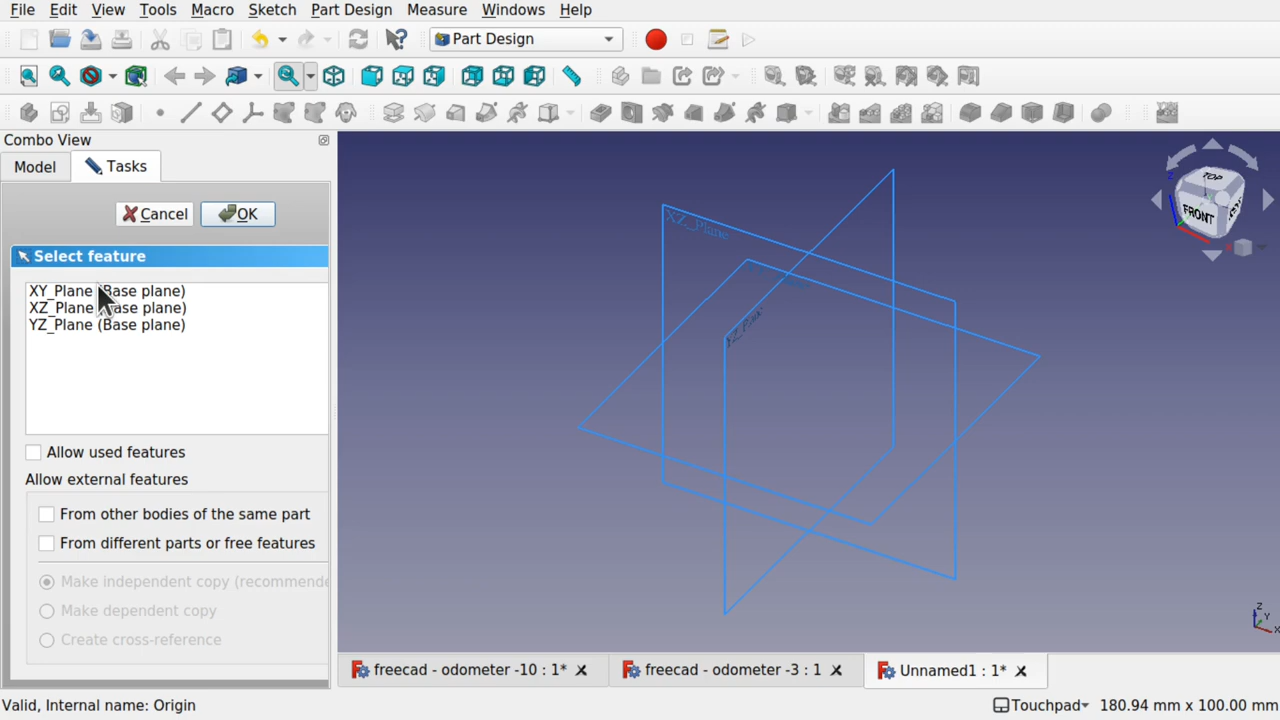 File Edit View Tools Macro Sketch Part Design Measure Windows Help
Part Design
Combo View
Model Tasks
Cancel OK
Select feature
XY_Plane (Base plane)
XZ_Plane (Base plane)
YZ_Plane (Base plane)
Allow used features
Allow external features
From other bodies of the same part
From different parts or free features
Make independent copy (recommende
Make dependent copy
Create cross-reference
XZ_Plane
YZ_Plane
TOP
FRONT
Z
Z
Y
X
freecad - odometer -10 : 1* freecad - odometer -3 : 1 Unnamed1 : 1*
Valid, Internal name: Origin Touchpad 180.94 mm x 100.00 mm